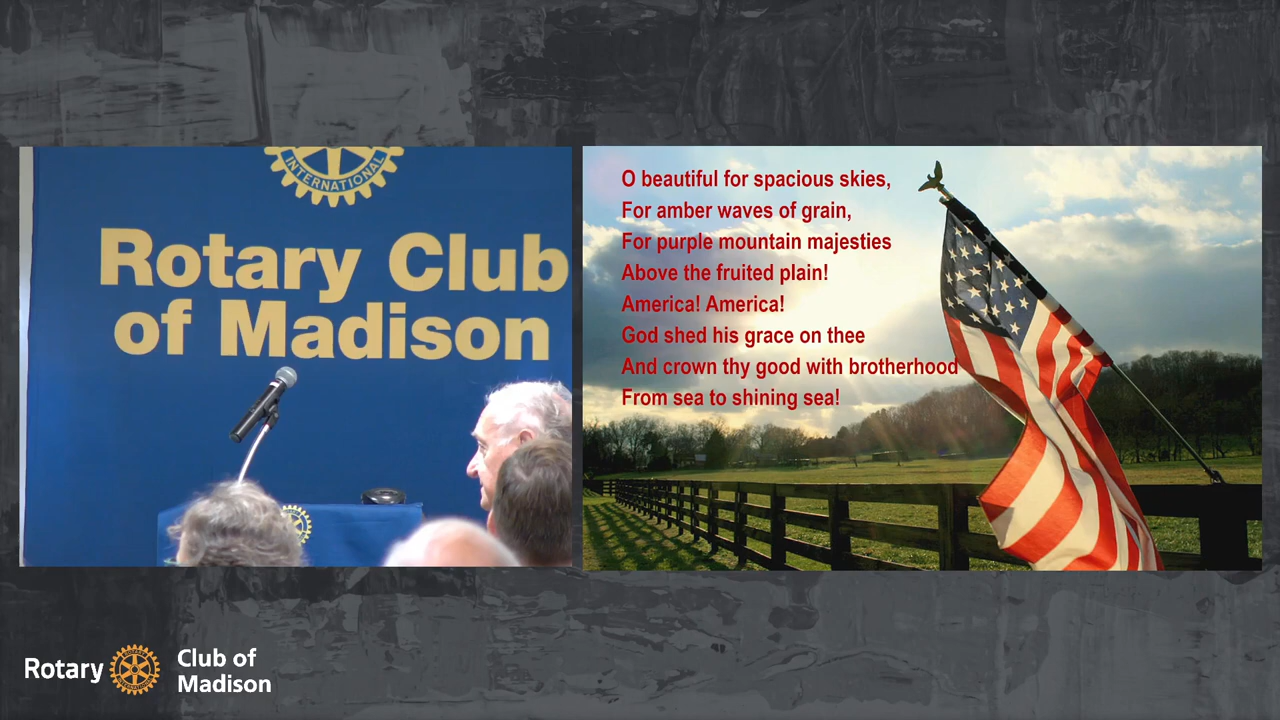 INTERNATIONAL
Rotary Club
of Madison
O beautiful for spacious skies,
For amber waves of grain,
For purple mountain majesties
Above the fruited plain!
America! America!
God shed his grace on thee
And crown thy good with brotherhood
From sea to shining sea!
Rotary
Club of
Madison